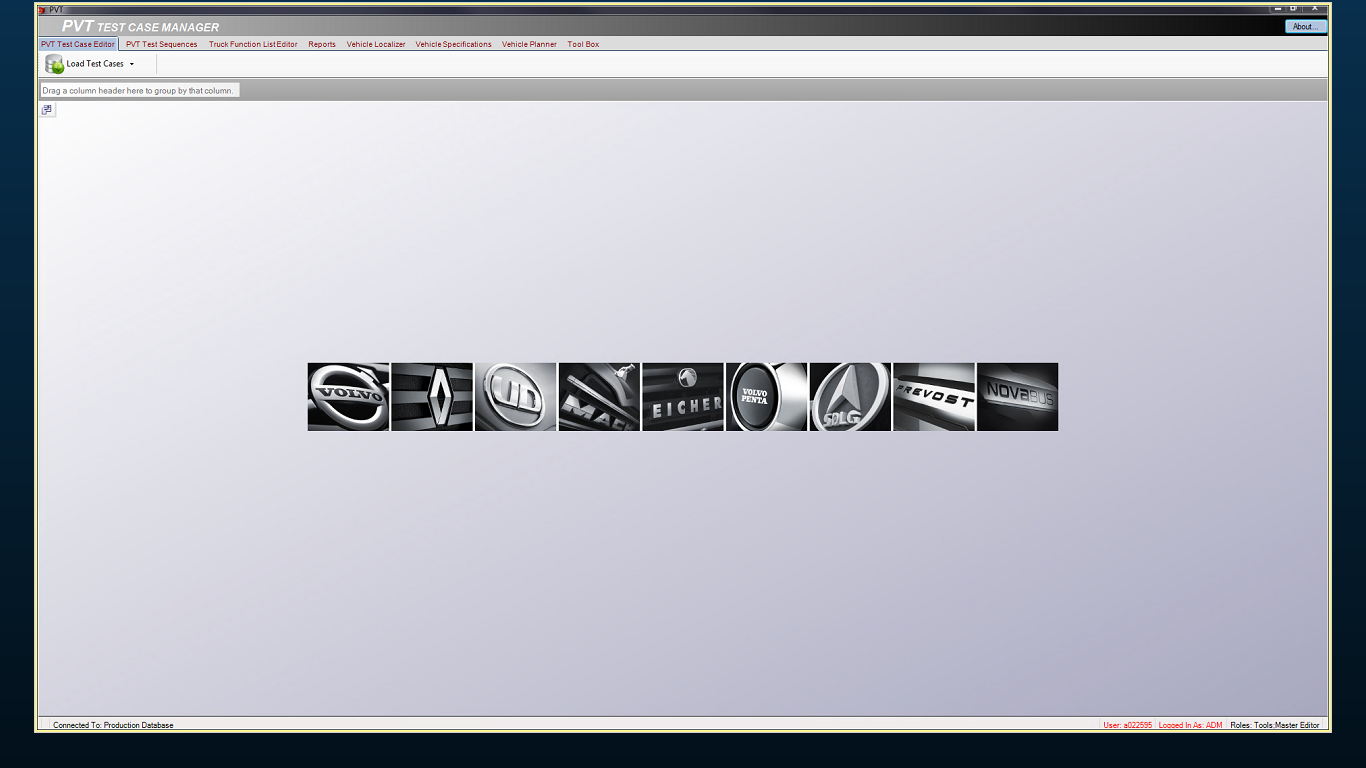 PVT
PVT TEST CASE MANAGER
About...
PVT Test Case Editor PVT Test Sequences Truck Function List Editor Reports Vehicle Localizer Vehicle Specifications Vehicle Planner Tool Box
Load Test Cases
Drag a column header here to group by that column.
VOLVO
UD
MACK
EICHER
VOLVO
PENTA
SDLG
PREVOST
NOVABUS
Connected To: Production Database User: a022595 Logged In As: ADM Roles: Tools;Master Editor